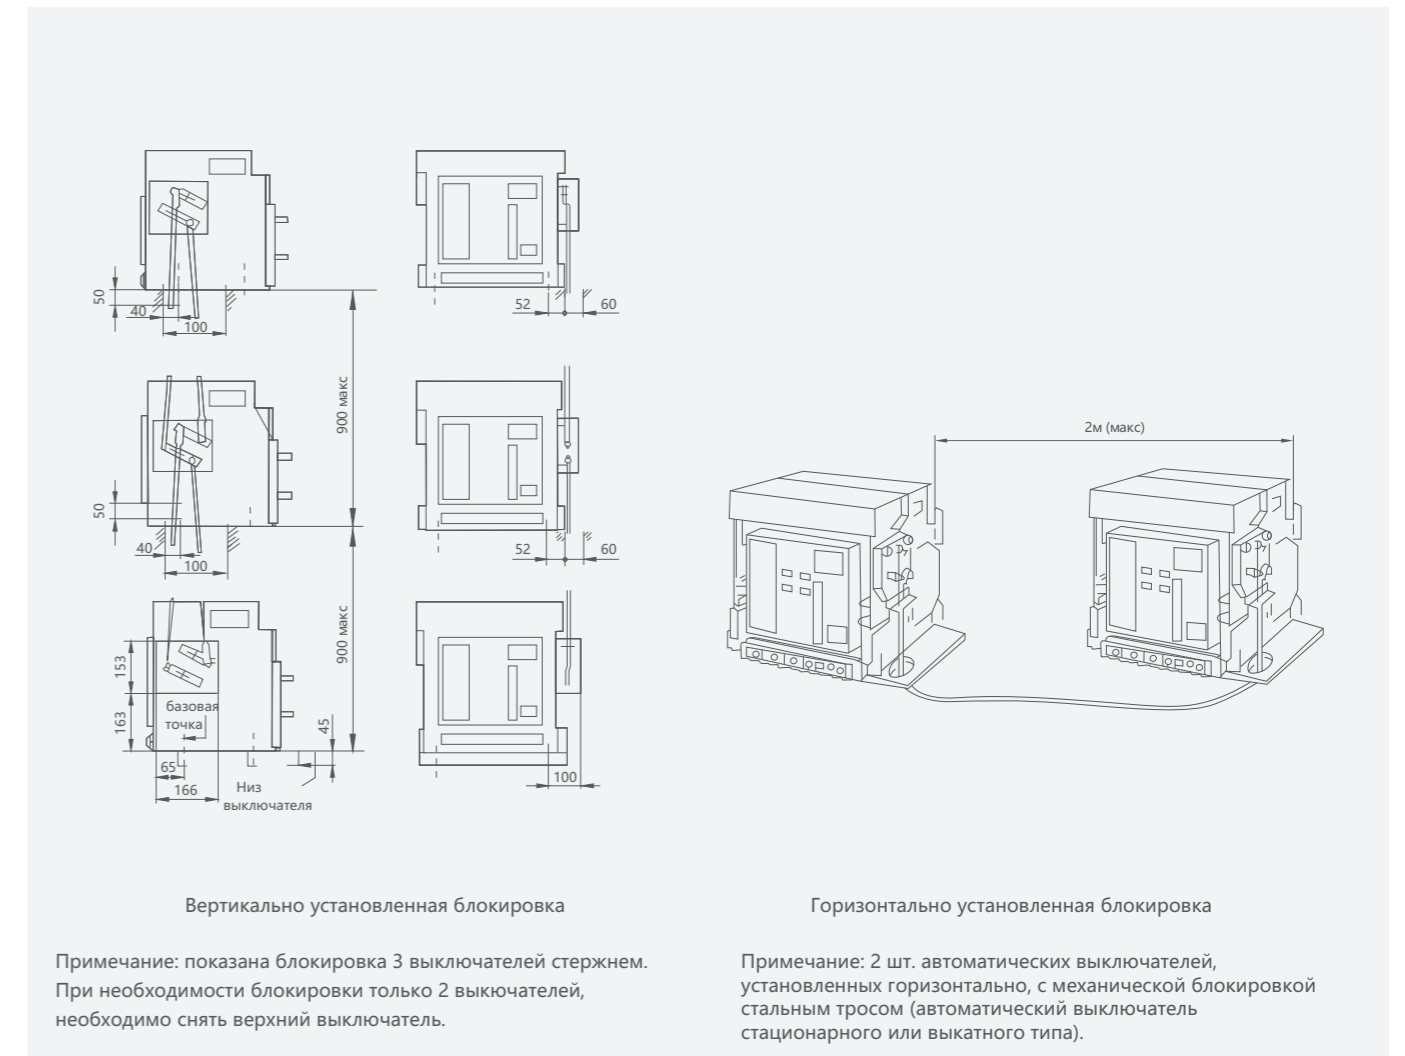 50
40
100
900 макс
52
60
50
40
100
900 макс
52
60
2м (макс)
153
163
базовая
точка
45
65
166
Низ
выключателя
100
Вертикально установленная блокировка
Примечание: показана блокировка 3 выключателей стержнем.
При необходимости блокировки только 2 выкючателей,
необходимо снять верхний выключатель.
Горизонтально установленная блокировка
Примечание: 2 шт. автоматических выключателей,
установленных горизонтально, с механической блокировкой
стальным тросом (автоматический выключатель
стационарного или выкатного типа).